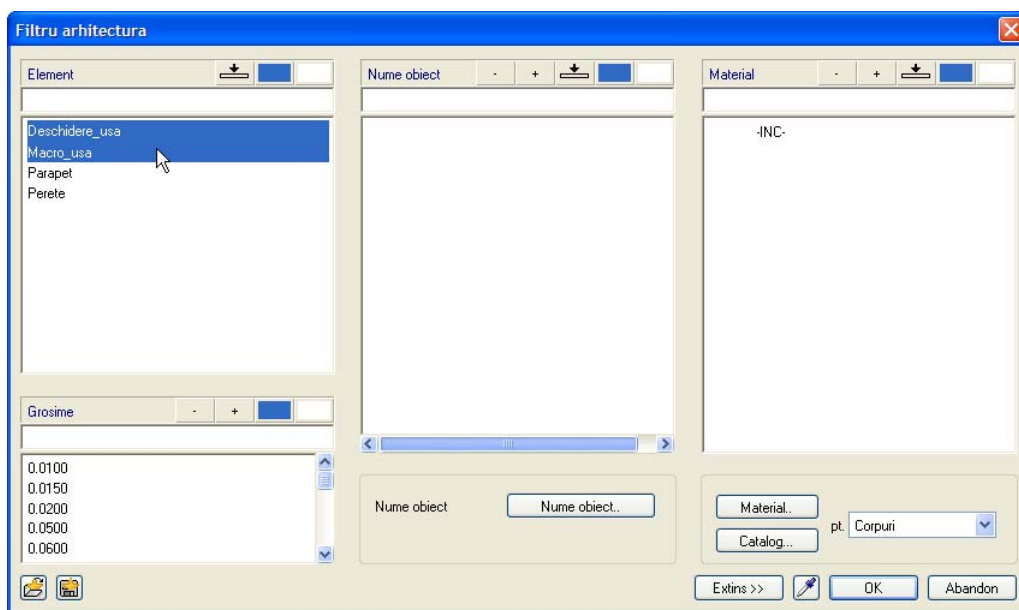 Filtru arhitectura
Element
Deschidere_usa
Macro_usa
Parapet
Perete
Grosime - +
0.0100
0.0150
0.0200
0.0500
0.0600
Nume obiect - +
Nume obiect Nume obiect..
Material - +
-INC-
Material..
Catalog...
pt. Corpuri
Extins >> OK Abandon